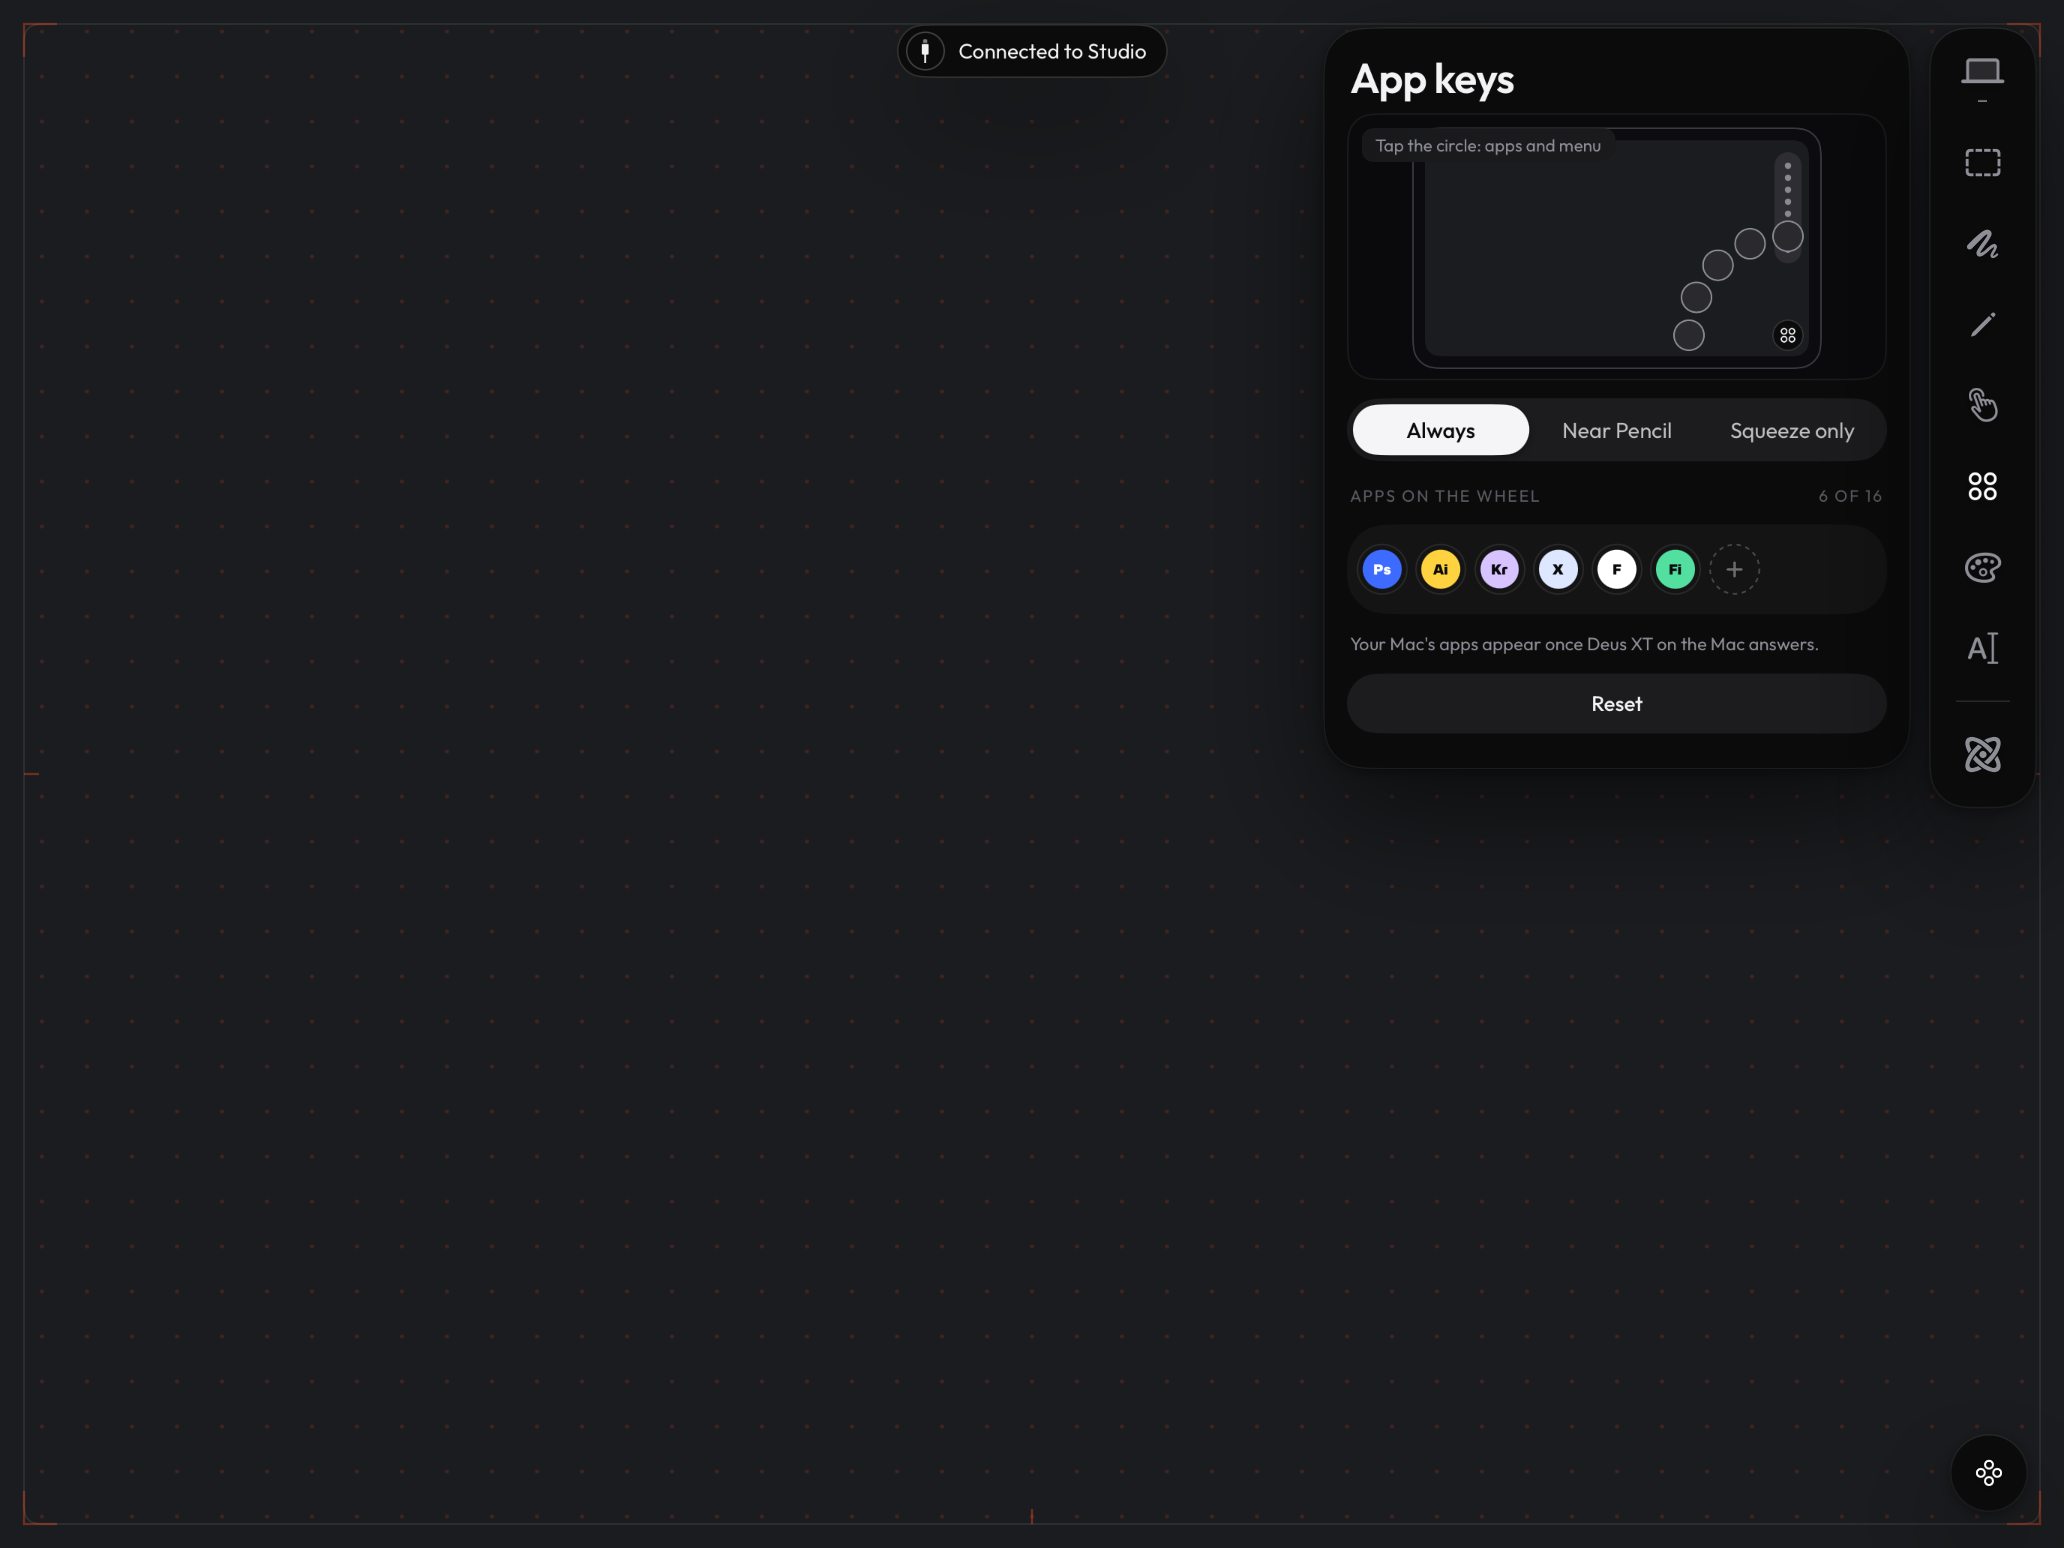 Connected to Studio
App keys
Tap the circle: apps and menu
Always
Near Pencil
Squeeze only
APPS ON THE WHEEL
6 OF 16
Ps
Ai
Kr
X
F
Fi
Your Mac's apps appear once Deus XT on the Mac answers.
Reset